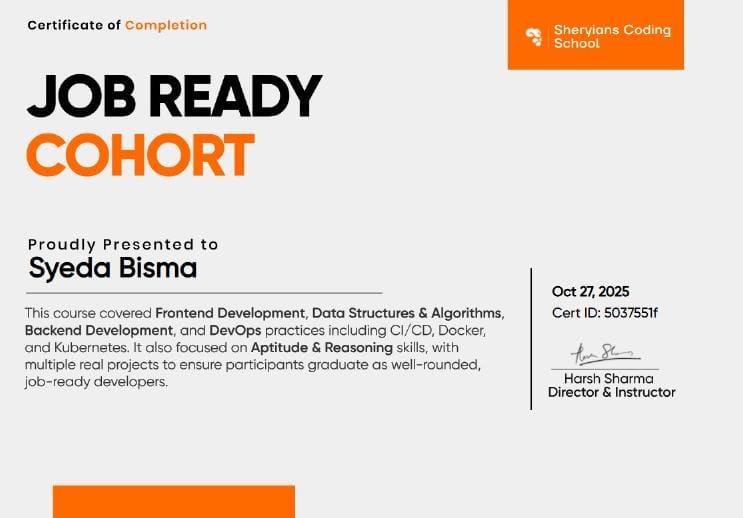 Certificate of Completion
Sheryians Coding
School
JOB READY
COHORT
Proudly Presented to
Syeda Bisma
This course covered Frontend Development, Data Structures & Algorithms,
Backend Development, and DevOps practices including CI/CD, Docker,
and Kubernetes. It also focused on Aptitude & Reasoning skills, with
multiple real projects to ensure participants graduate as well-rounded,
job-ready developers.
Oct 27, 2025
Cert ID: 5037551f
Harsh Sharma
Director & Instructor